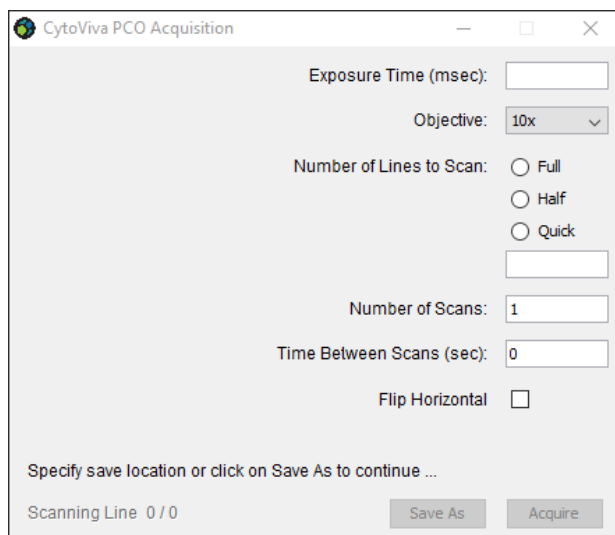 CytoViva PCO Acquisition
Exposure Time (msec):
Objective: 10x
Number of Lines to Scan: Full
Half
Quick
Number of Scans: 1
Time Between Scans (sec): 0
Flip Horizontal
Specify save location or click on Save As to continue ...
Scanning Line 0 / 0 Save As Acquire